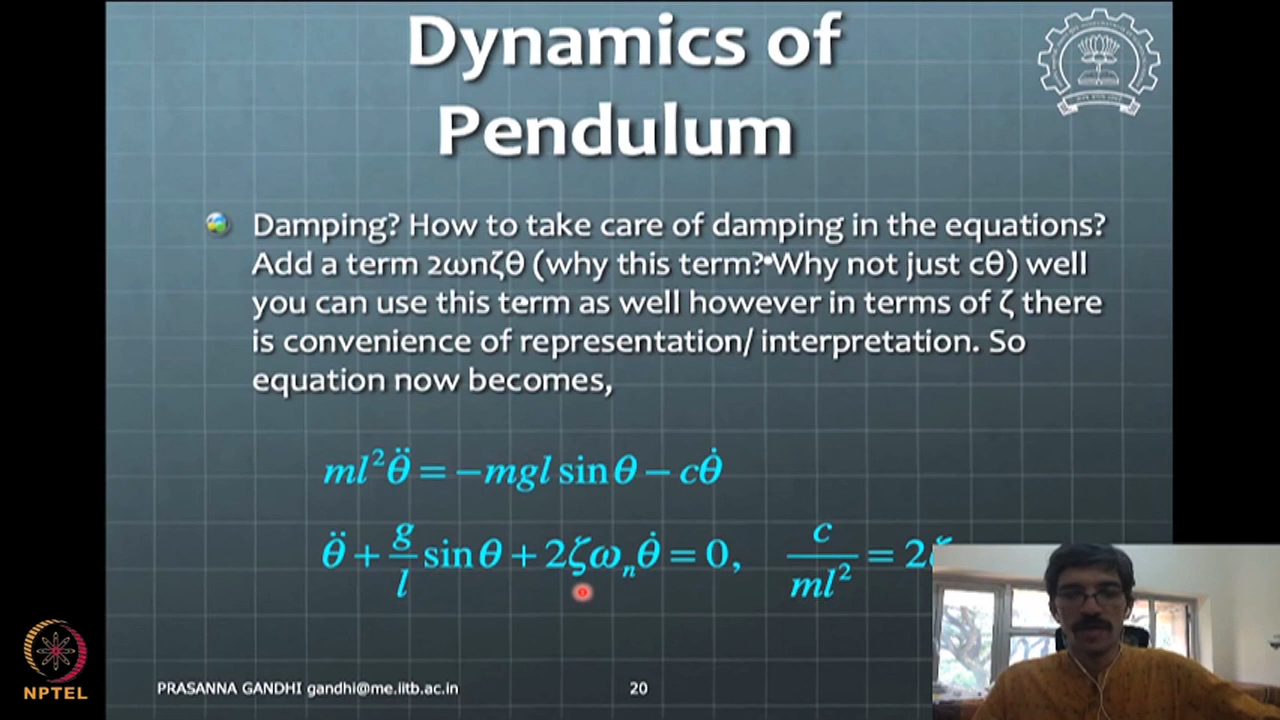 Dynamics of
Pendulum
Damping? How to take care of damping in the equations?
Add a term 2ωnζθ (why this term? Why not just cθ) well
you can use this term as well however in terms of ζ there
is convenience of representation/ interpretation. So
equation now becomes,
ml²θ̈ = −mgl sinθ − cθ̇
θ̈ + g/l sinθ + 2ζωₙθ̇ = 0, c/ml² = 2ζ
NPTEL
PRASANNA GANDHI gandhi@me.iitb.ac.in 20